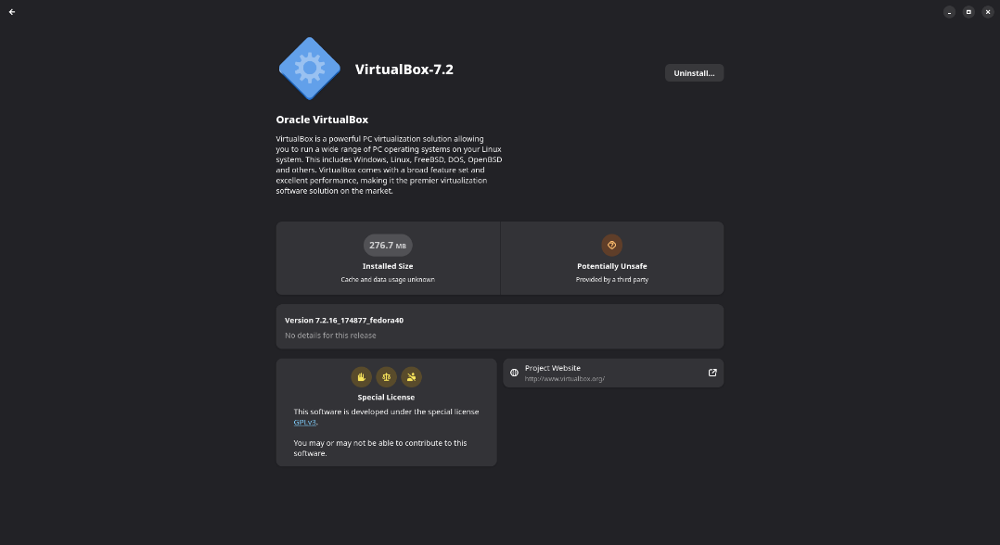 VirtualBox-7.2
Uninstall...
Oracle VirtualBox
VirtualBox is a powerful PC virtualization solution allowing
you to run a wide range of PC operating systems on your Linux
system. This includes Windows, Linux, FreeBSD, DOS, OpenBSD
and others. VirtualBox comes with a broad feature set and
excellent performance, making it the premier virtualization
software solution on the market.
276.7 MB
Installed Size
Cache and data usage unknown
Potentially Unsafe
Provided by a third party
Version 7.2.16_174877_fedora40
No details for this release
Special License
This software is developed under the special license
GPLv3.
You may or may not be able to contribute to this
software.
Project Website
http://www.virtualbox.org/